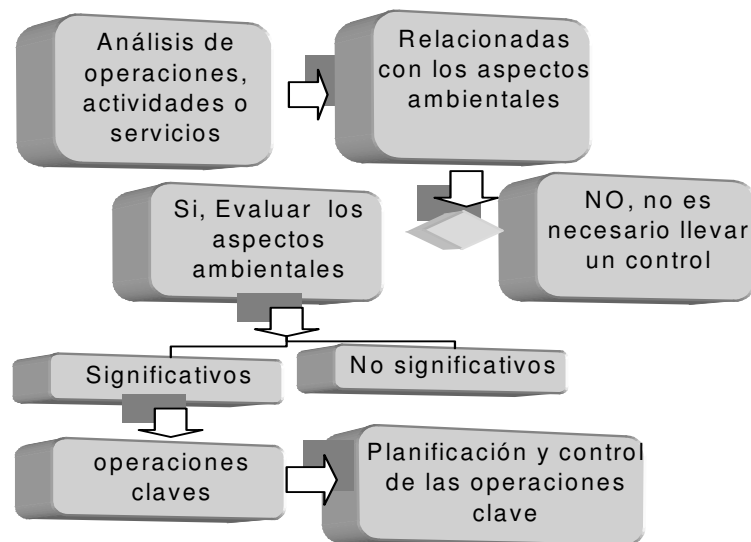 Análisis de
operaciones,
actividades o
servicios
Relacionadas
con los aspectos
ambientales
Si, Evaluar los
aspectos
ambientales
NO, no es
necesario llevar
un control
Significativos
No significativos
operaciones
claves
Planificación y control
de las operaciones
clave